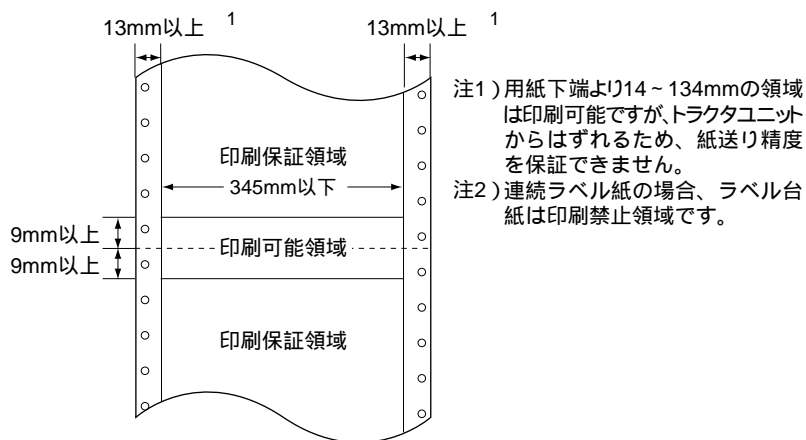 13mm以上 1
13mm以上 1
印刷保証領域
345mm以下
9mm以上
印刷可能領域
9mm以上
印刷保証領域
注1)用紙下端より14~134mmの領域
は印刷可能ですが、トラクタユニット
からはずれるため、紙送り精度
を保証できません。
注2)連続ラベル紙の場合、ラベル台
紙は印刷禁止領域です。